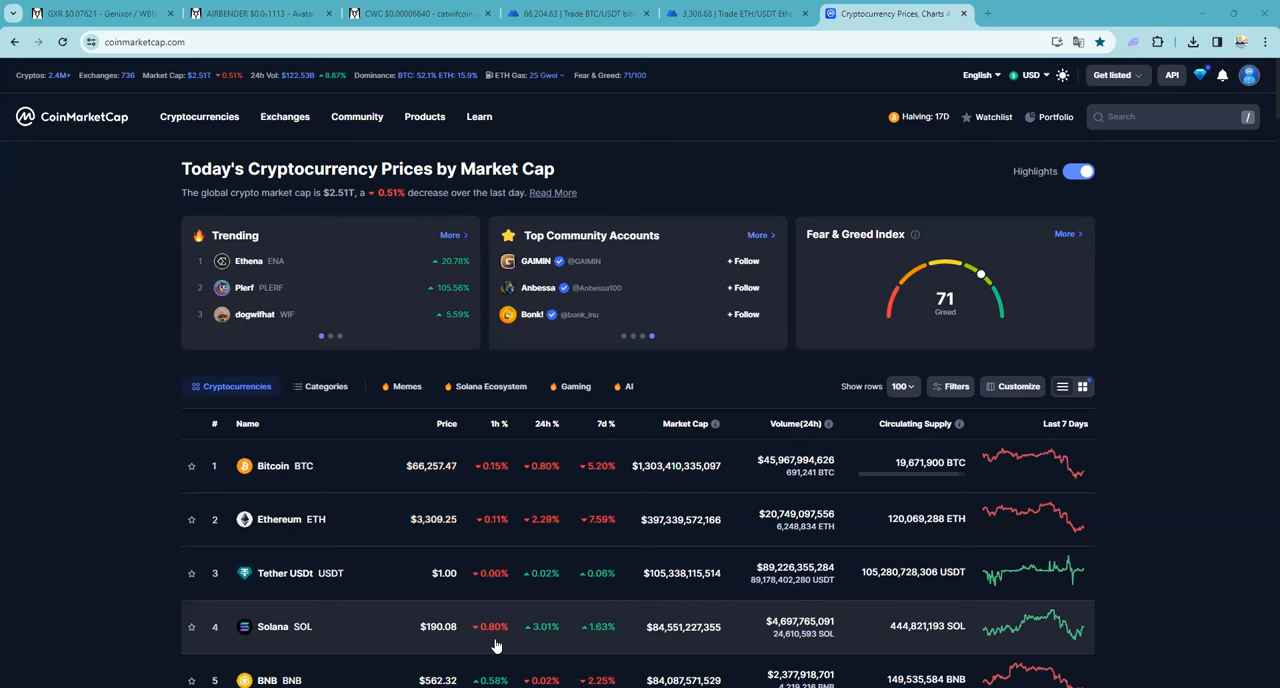 GXR $0.07621 - Genixor / WBN
AIRBENDER $0.0₉1113 - Avata
CWC $0.00006640 - catwifcoin
66,204.63 | Trade BTC/USDT bit
3,306.88 | Trade ETH/USDT Eth
Cryptocurrency Prices, Charts A
coinmarketcap.com
Cryptos: 2.4M+ Exchanges: 736 Market Cap: $2.51T 0.51% 24h Vol: $122.53B 8.87% Dominance: BTC: 52.1% ETH: 15.9% ETH Gas: 25 Gwei Fear & Greed: 71/100
English USD Get listed API
CoinMarketCap Cryptocurrencies Exchanges Community Products Learn
Halving: 17D Watchlist Portfolio Search /
Today's Cryptocurrency Prices by Market Cap
Highlights
The global crypto market cap is $2.51T, a 0.51% decrease over the last day. Read More
Trending More >
1 Ethena ENA 20.78%
2 Plerf PLERF 105.56%
3 dogwifhat WIF 5.59%
Top Community Accounts More >
GAIMIN @GAIMIN + Follow
Anbessa @Anbessa100 + Follow
Bonk! @bonk_inu + Follow
Fear & Greed Index More >
71
Greed
Cryptocurrencies Categories Memes Solana Ecosystem Gaming AI
Show rows 100 Filters Customize
# Name Price 1h % 24h % 7d % Market Cap Volume(24h) Circulating Supply Last 7 Days
1 Bitcoin BTC $66,257.47 0.15% 0.80% 5.20% $1,303,410,335,097 $45,967,994,626 19,671,900 BTC
691,241 BTC
2 Ethereum ETH $3,309.25 0.11% 2.29% 7.59% $397,339,572,166 $20,749,097,556 120,069,288 ETH
6,248,834 ETH
3 Tether USDt USDT $1.00 0.00% 0.02% 0.06% $105,338,115,514 $89,226,355,284 105,280,728,306 USDT
89,178,402,280 USDT
4 Solana SOL $190.08 0.80% 3.01% 1.63% $84,551,227,355 $4,697,765,091 444,821,193 SOL
24,610,593 SOL
5 BNB BNB $562.32 0.58% 0.02% 2.25% $84,087,571,529 $2,377,918,701 149,535,584 BNB
4,219,216 BNB